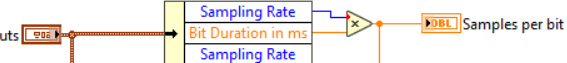 Sampling Rate
uts
Bit Duration in ms
DBL
Samples per bit
Sampling Rate